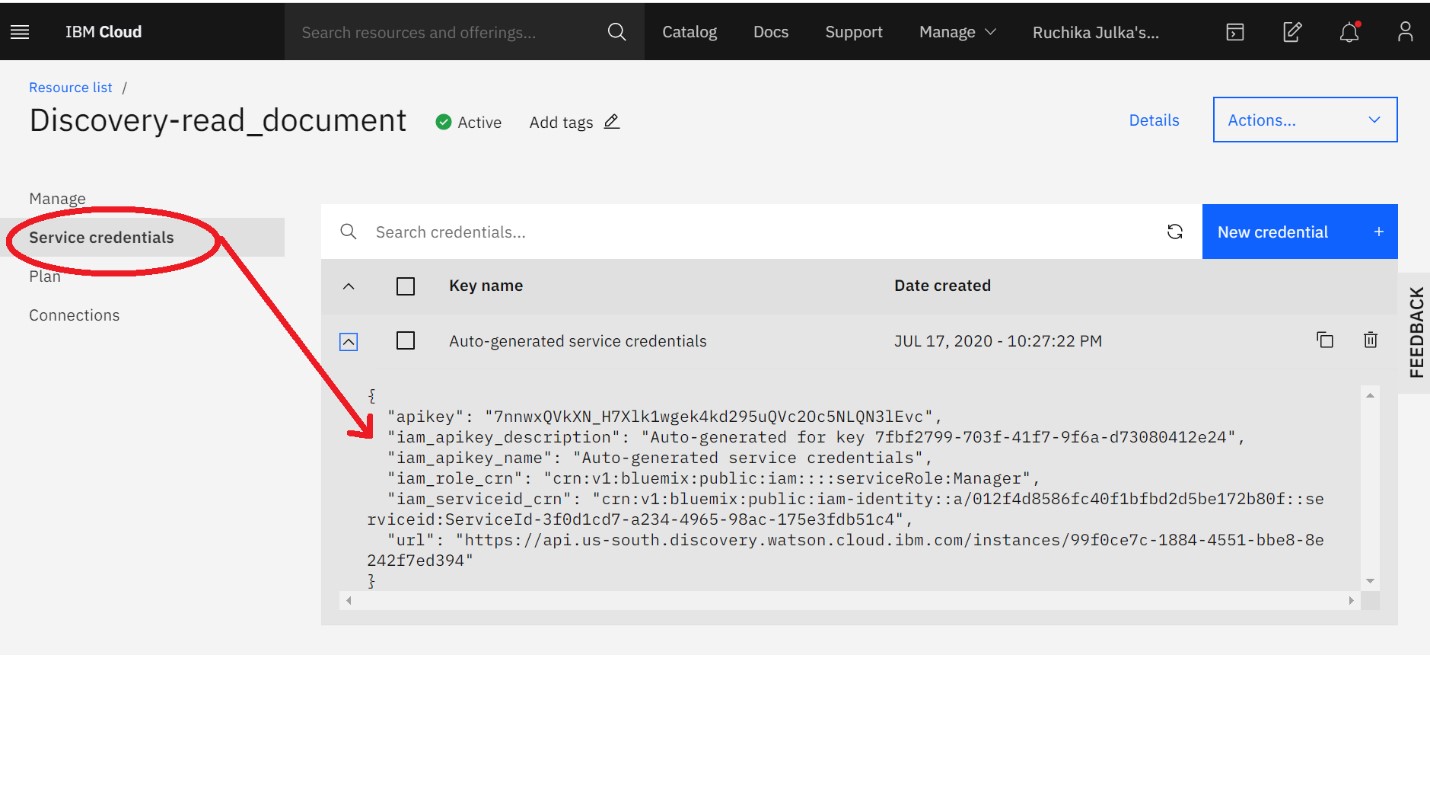 IBM Cloud
Search resources and offerings...
Catalog
Docs
Support
Manage
Ruchika Julka's...
Resource list /
Discovery-read_document
Active
Add tags
Details
Actions...
Manage
Service credentials
Plan
Connections
Search credentials...
New credential +
Key name
Date created
Auto-generated service credentials
JUL 17, 2020 - 10:27:22 PM
FEEDBACK
{
"apikey": "7nnwxQVkXN_H7Xlk1wgek4kd295uQVc2Oc5NLQN3lEvc",
"iam_apikey_description": "Auto-generated for key 7fbf2799-703f-41f7-9f6a-d73080412e24",
"iam_apikey_name": "Auto-generated service credentials",
"iam_role_crn": "crn:v1:bluemix:public:iam::::serviceRole:Manager",
"iam_serviceid_crn": "crn:v1:bluemix:public:iam-identity::a/012f4d8586fc40f1bfbd2d5be172b80f::se
rviceid:ServiceId-3f0d1cd7-a234-4965-98ac-175e3fdb51c4",
"url": "https://api.us-south.discovery.watson.cloud.ibm.com/instances/99f0ce7c-1884-4551-bbe8-8e
242f7ed394"
}